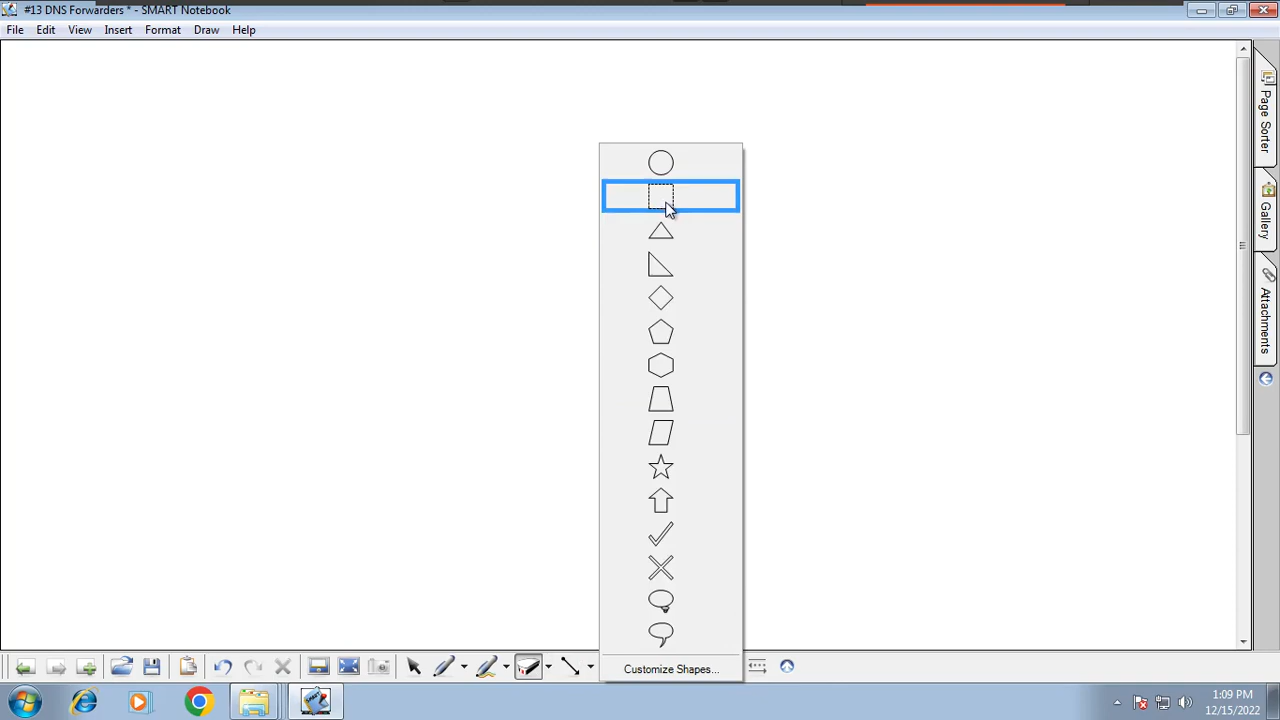 #13 DNS Forwarders * - SMART Notebook
File Edit View Insert Format Draw Help
Page Sorter
Gallery
Attachments
Customize Shapes...
1:09 PM
12/15/2022